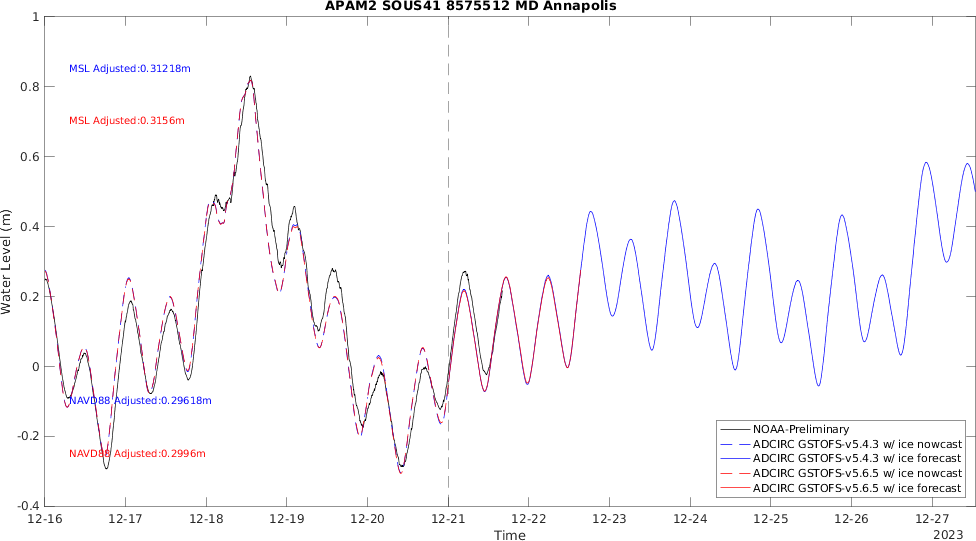 APAM2 SOUS41 8575512 MD Annapolis
1
0.8
0.6
0.4
0.2
0
-0.2
-0.4
Water Level (m)
MSL Adjusted:0.31218m
MSL Adjusted:0.3156m
NAVD88 Adjusted:0.29618m
NAVD88 Adjusted:0.2996m
NOAA-Preliminary
ADCIRC GSTOFS-v5.4.3 w/ ice nowcast
ADCIRC GSTOFS-v5.4.3 w/ ice forecast
ADCIRC GSTOFS-v5.6.5 w/ ice nowcast
ADCIRC GSTOFS-v5.6.5 w/ ice forecast
12-16 12-17 12-18 12-19 12-20 12-21 12-22 12-23 12-24 12-25 12-26 12-27
Time
2023